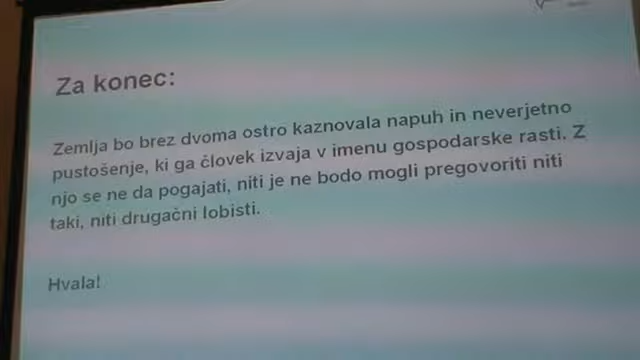 Za konec:
Zemlja bo brez dvoma ostro kaznovala napuh in neverjetno
pustošenje, ki ga človek izvaja v imenu gospodarske rasti. Z
njo se ne da pogajati, niti je ne bodo mogli pregovoriti niti
taki, niti drugačni lobisti.
Hvala!